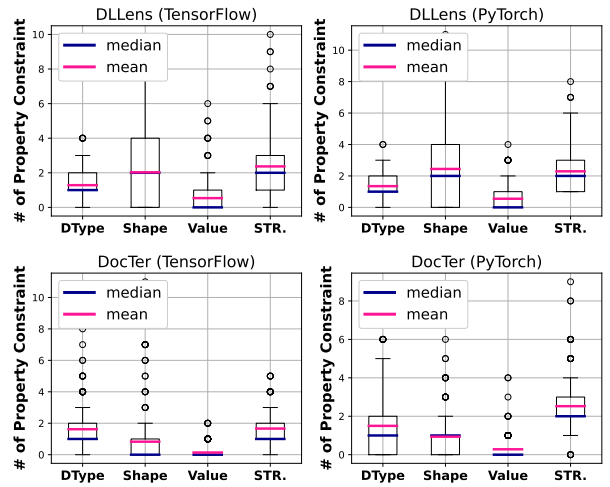 DLLens (TensorFlow)
# of Property Constraint
10
8
6
4
2
0
median
mean
DType Shape Value STR.
DLLens (PyTorch)
# of Property Constraint
10
8
6
4
2
0
median
mean
DType Shape Value STR.
DocTer (TensorFlow)
# of Property Constraint
10
8
6
4
2
0
median
mean
DType Shape Value STR.
DocTer (PyTorch)
# of Property Constraint
8
6
4
2
0
median
mean
DType Shape Value STR.